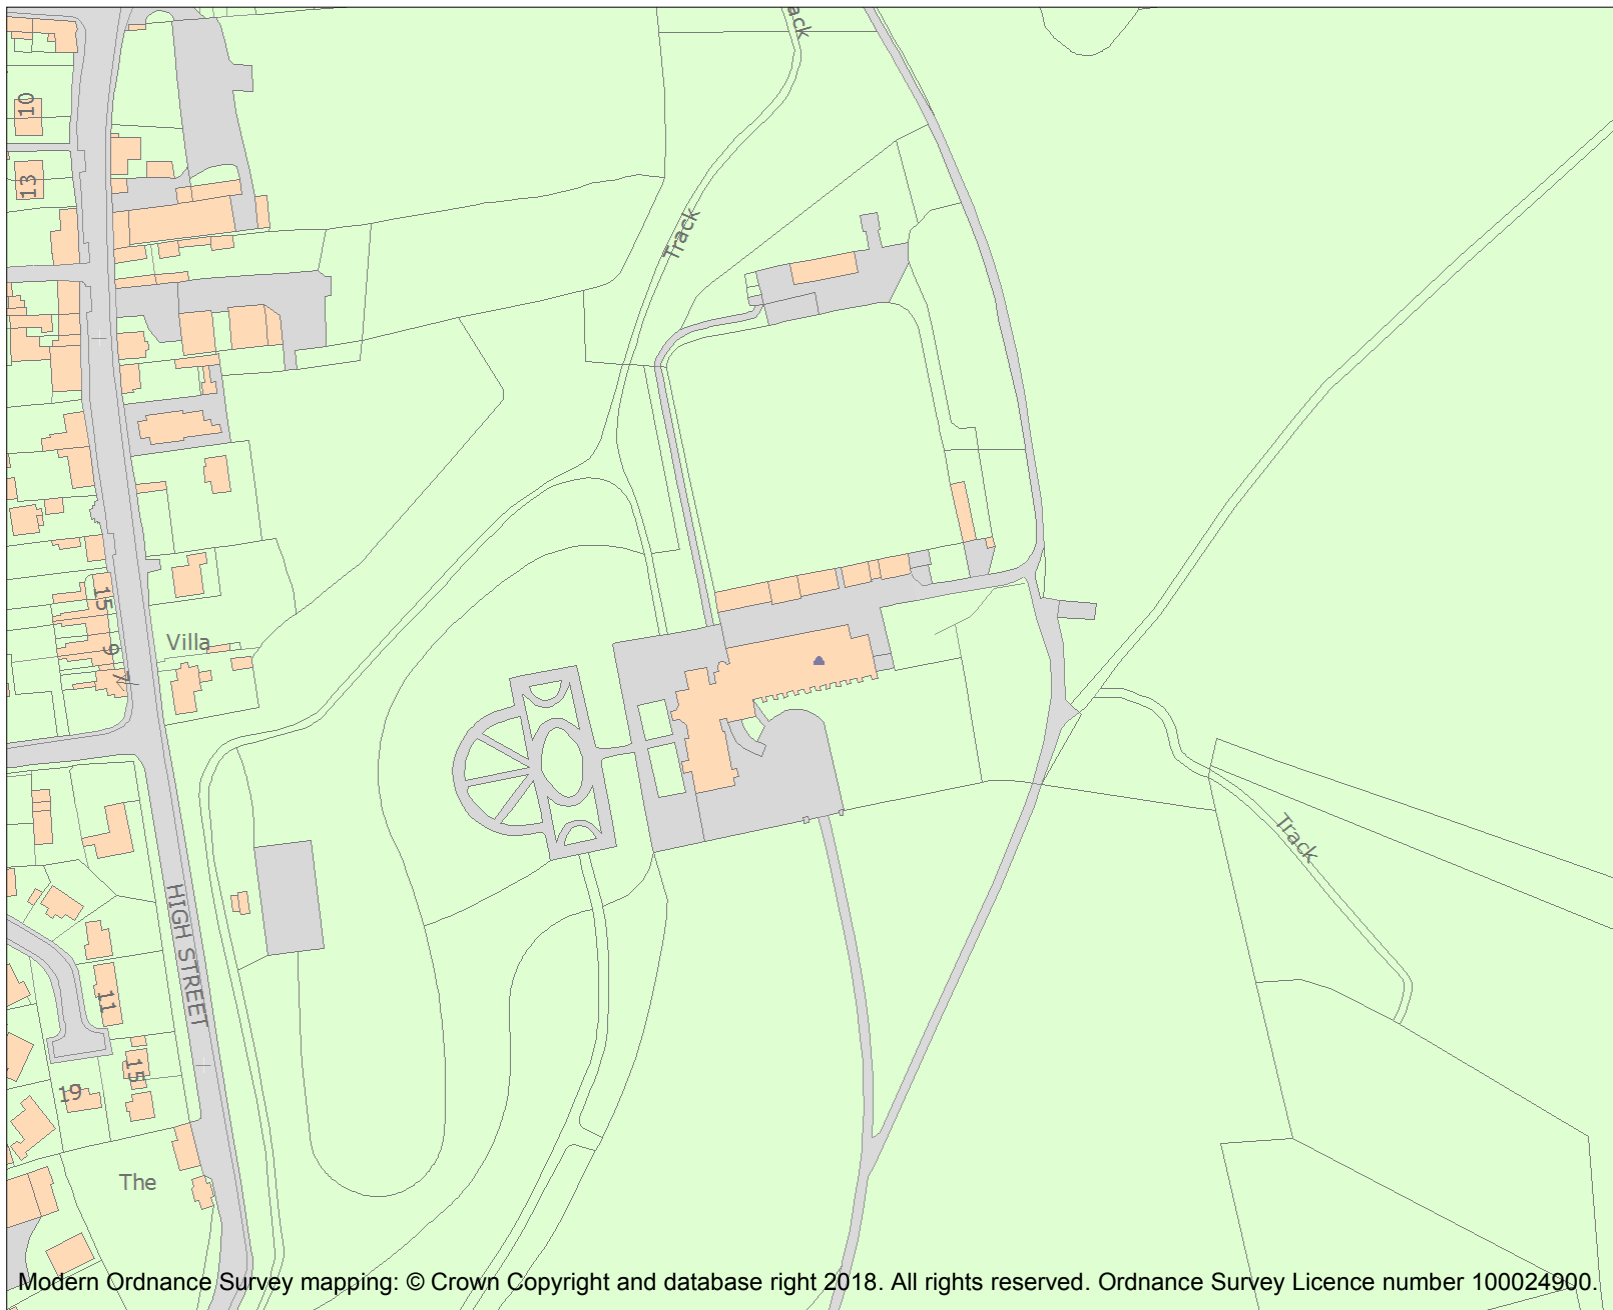 ack
10
13
Track
15
9
7
Villa
Track
HIGH STREET
11
15
19
The
Modern Ordnance Survey mapping: © Crown Copyright and database right 2018. All rights reserved. Ordnance Survey Licence number 100024900.